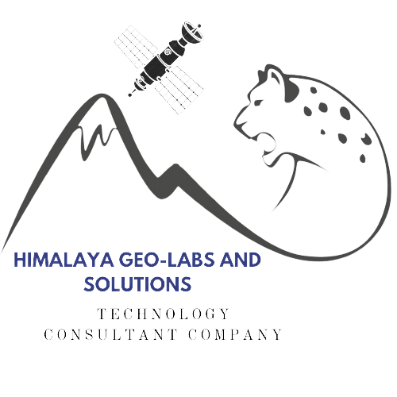 HIMALAYA GEO-LABS AND
SOLUTIONS
TECHNOLOGY
CONSULTANT COMPANY